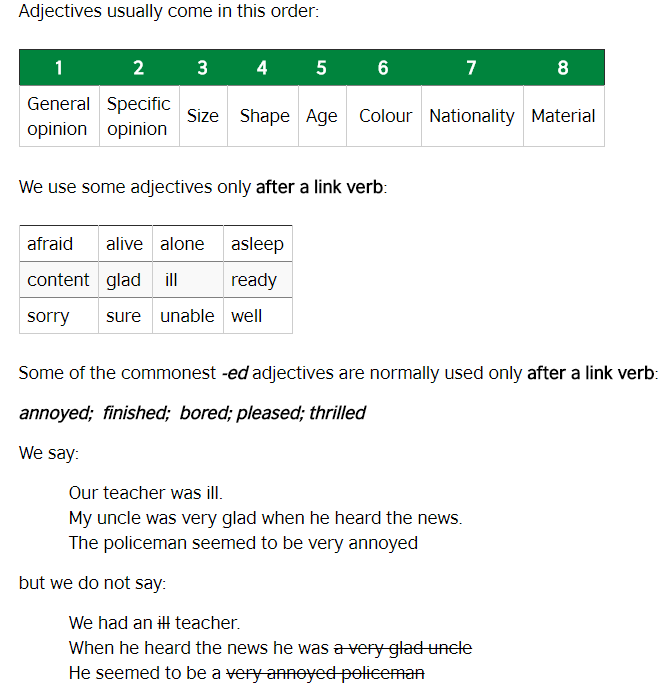 Adjectives usually come in this order:
1 2 3 4 5 6 7 8
General opinion Specific opinion Size Shape Age Colour Nationality Material
We use some adjectives only after a link verb:
afraid alive alone asleep
content glad ill ready
sorry sure unable well
Some of the commonest -ed adjectives are normally used only after a link verb:
annoyed; finished; bored; pleased; thrilled
We say:
Our teacher was ill.
My uncle was very glad when he heard the news.
The policeman seemed to be very annoyed
but we do not say:
We had an ill teacher.
When he heard the news he was a very glad uncle
He seemed to be a very annoyed policeman